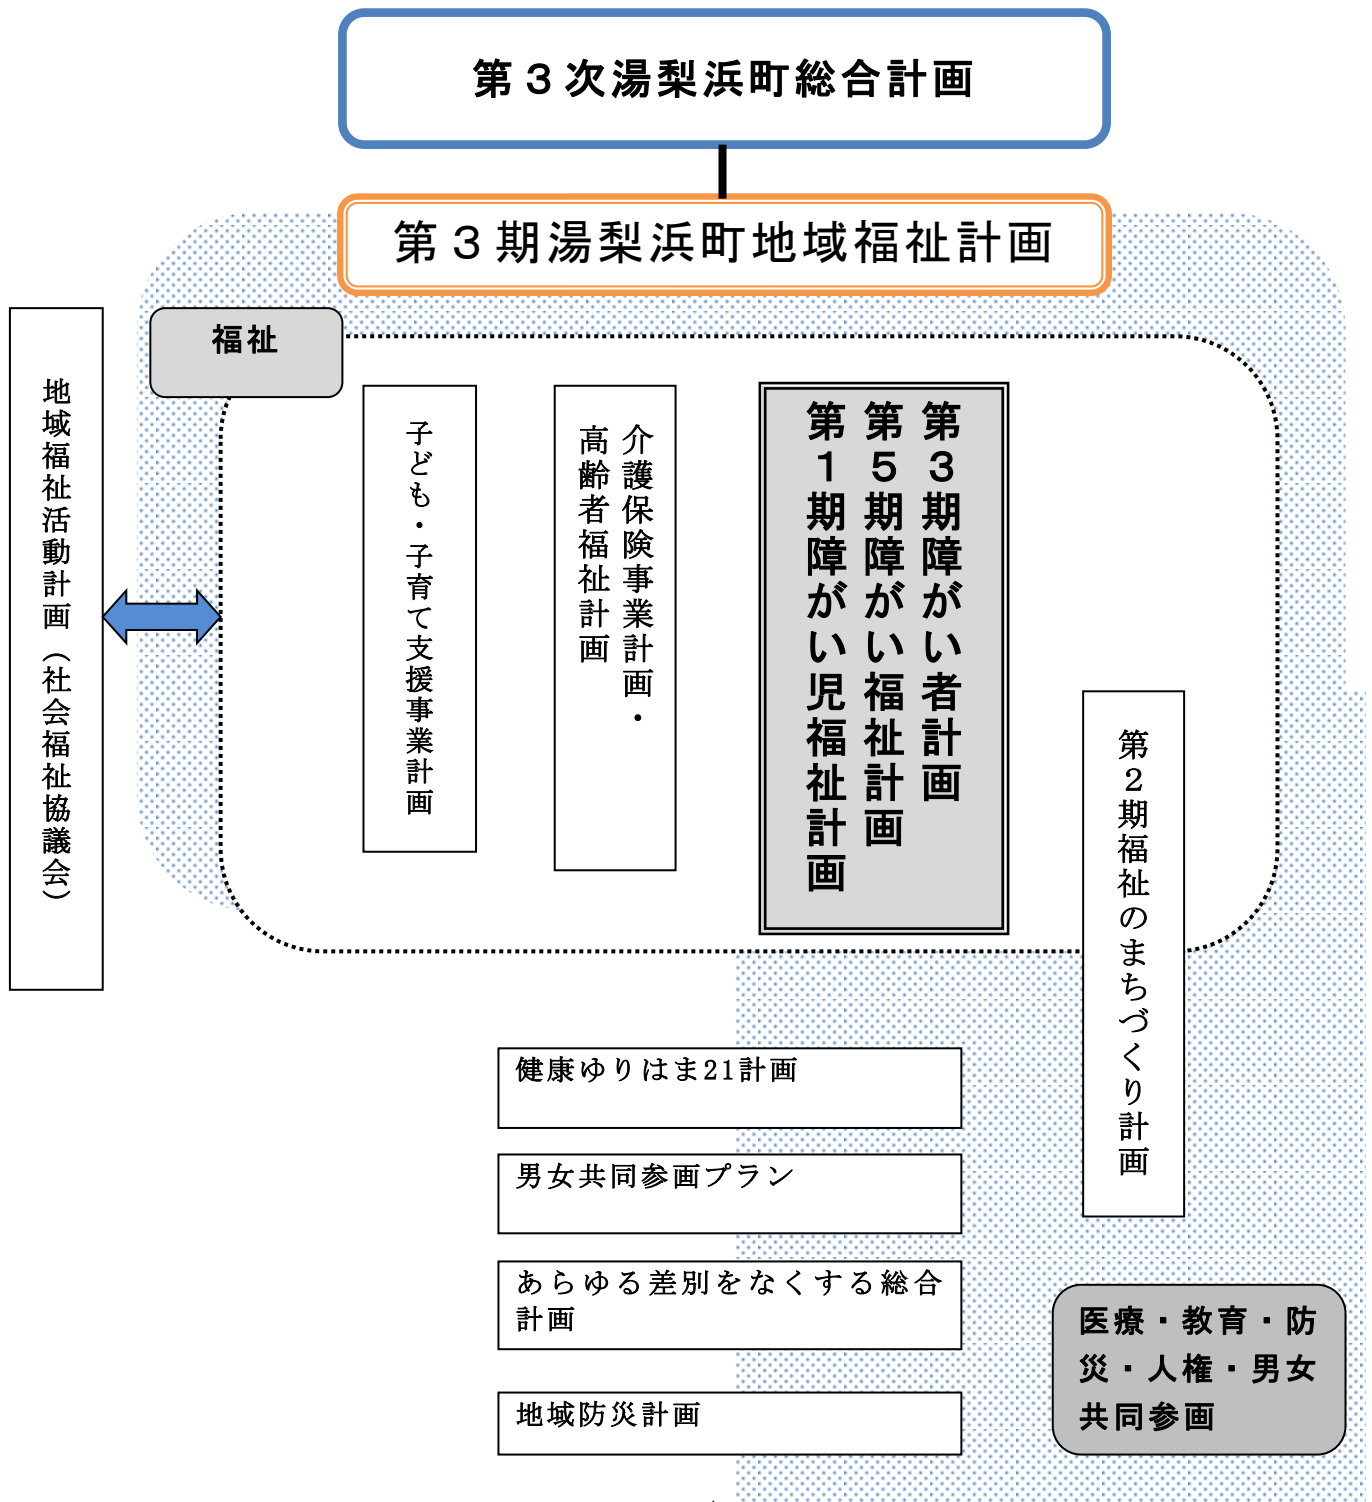 第３次湯梨浜町総合計画
第３期湯梨浜町地域福祉計画
福祉
地域福祉活動計画（社会福祉協議会）
子ども・子育て支援事業計画
介護保険事業計画・
高齢者福祉計画
第３期障がい者計画
第５期障がい福祉計画
第１期障がい児福祉計画
第２期福祉のまちづくり計画
健康ゆりはま21計画
男女共同参画プラン
あらゆる差別をなくする総合
計画
地域防災計画
医療・教育・防
災・人権・男女
共同参画